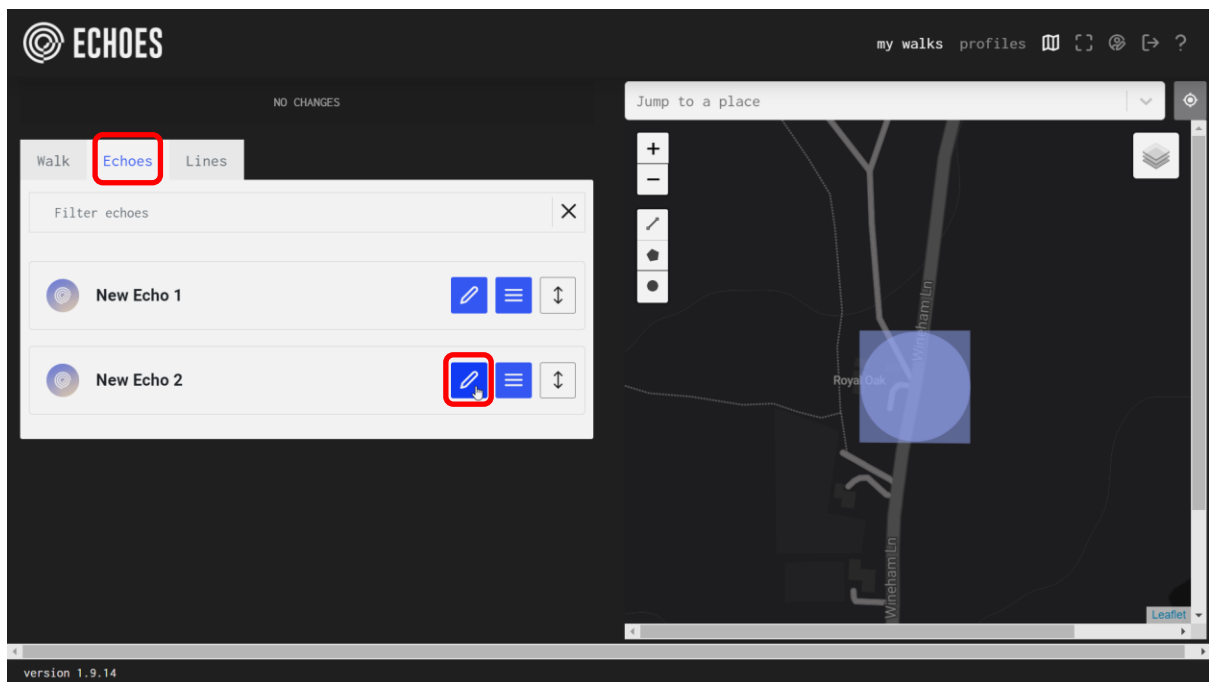 ECHOES
my walks profiles ?
NO CHANGES
Jump to a place
Walk Echoes Lines
Filter echoes
New Echo 1
New Echo 2
Wineham Ln
Royal Oak
Wineham Ln
Leaflet
version 1.9.14